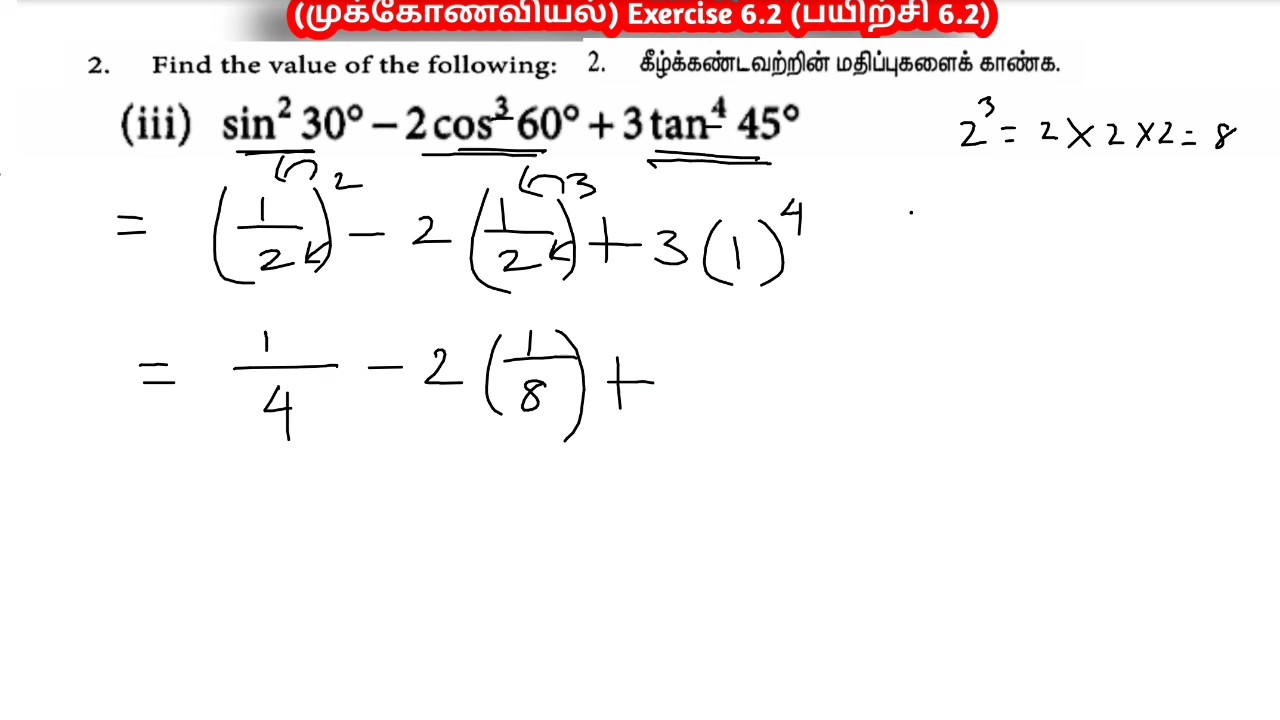 (முக்கோணவியல்) Exercise 6.2 (பயிற்சி 6.2)
2. Find the value of the following: 2. கீழ்க்கண்டவற்றின் மதிப்புகளைக் காண்க.
(iii) sin² 30° – 2 cos³ 60° + 3 tan⁴ 45°
2³ = 2 × 2 × 2 = 8
= (1/2)² – 2 (1/2)³ + 3 (1)⁴
= 1/4 – 2 (1/8) +